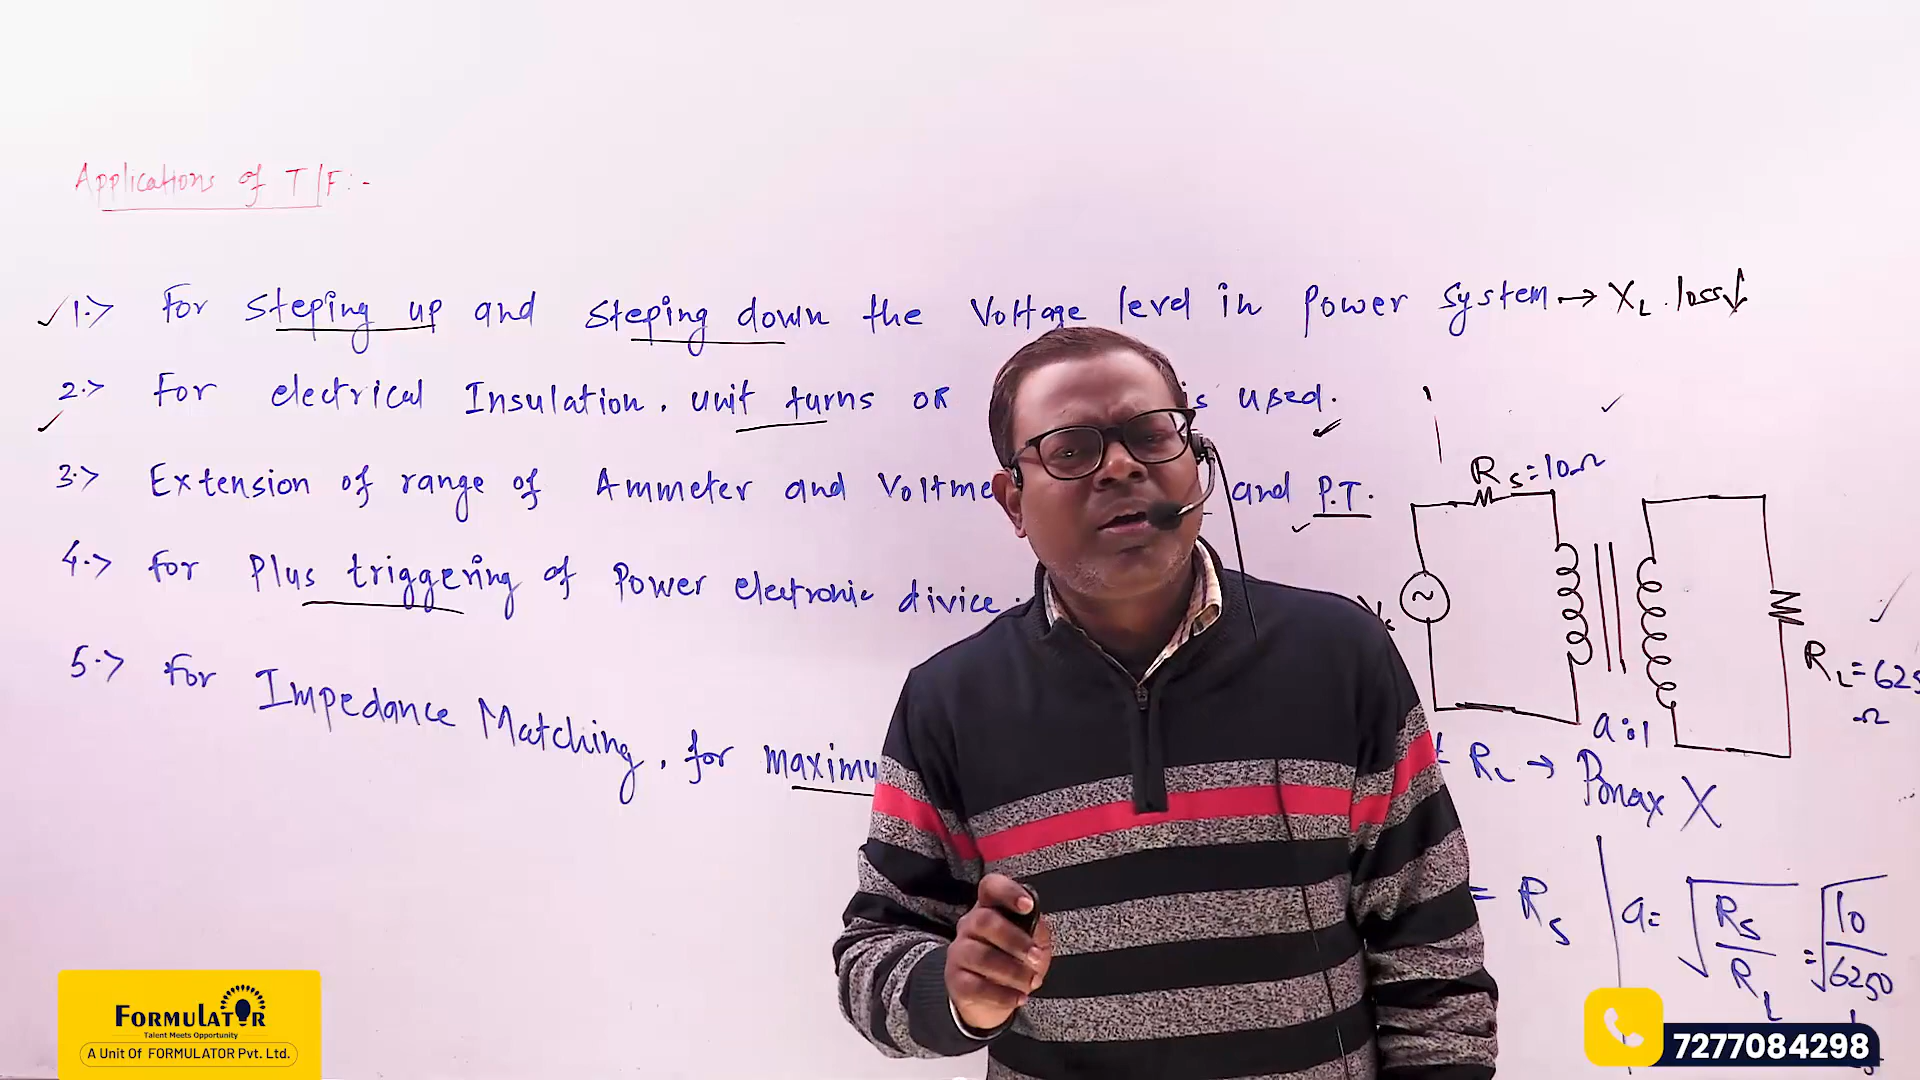 Applications of T/F:-
1.> For steping up and steping down the Voltage level in Power system → XL loss↓
2.> For electrical Insulation. unit turns OR is used.
3.> Extension of range of Ammeter and Voltme and P.T.
4.> for Plus triggering of Power electronic divice.
5.> For Impedance Matching, for maximu
Rs=10Ω
RL=625
Ω
a:1
RL → Pmax X
= Rs
a= √Rs/RL = √10/6250
FORMULATOR
Talent Meets Opportunity
A Unit Of FORMULATOR Pvt. Ltd.
7277084298